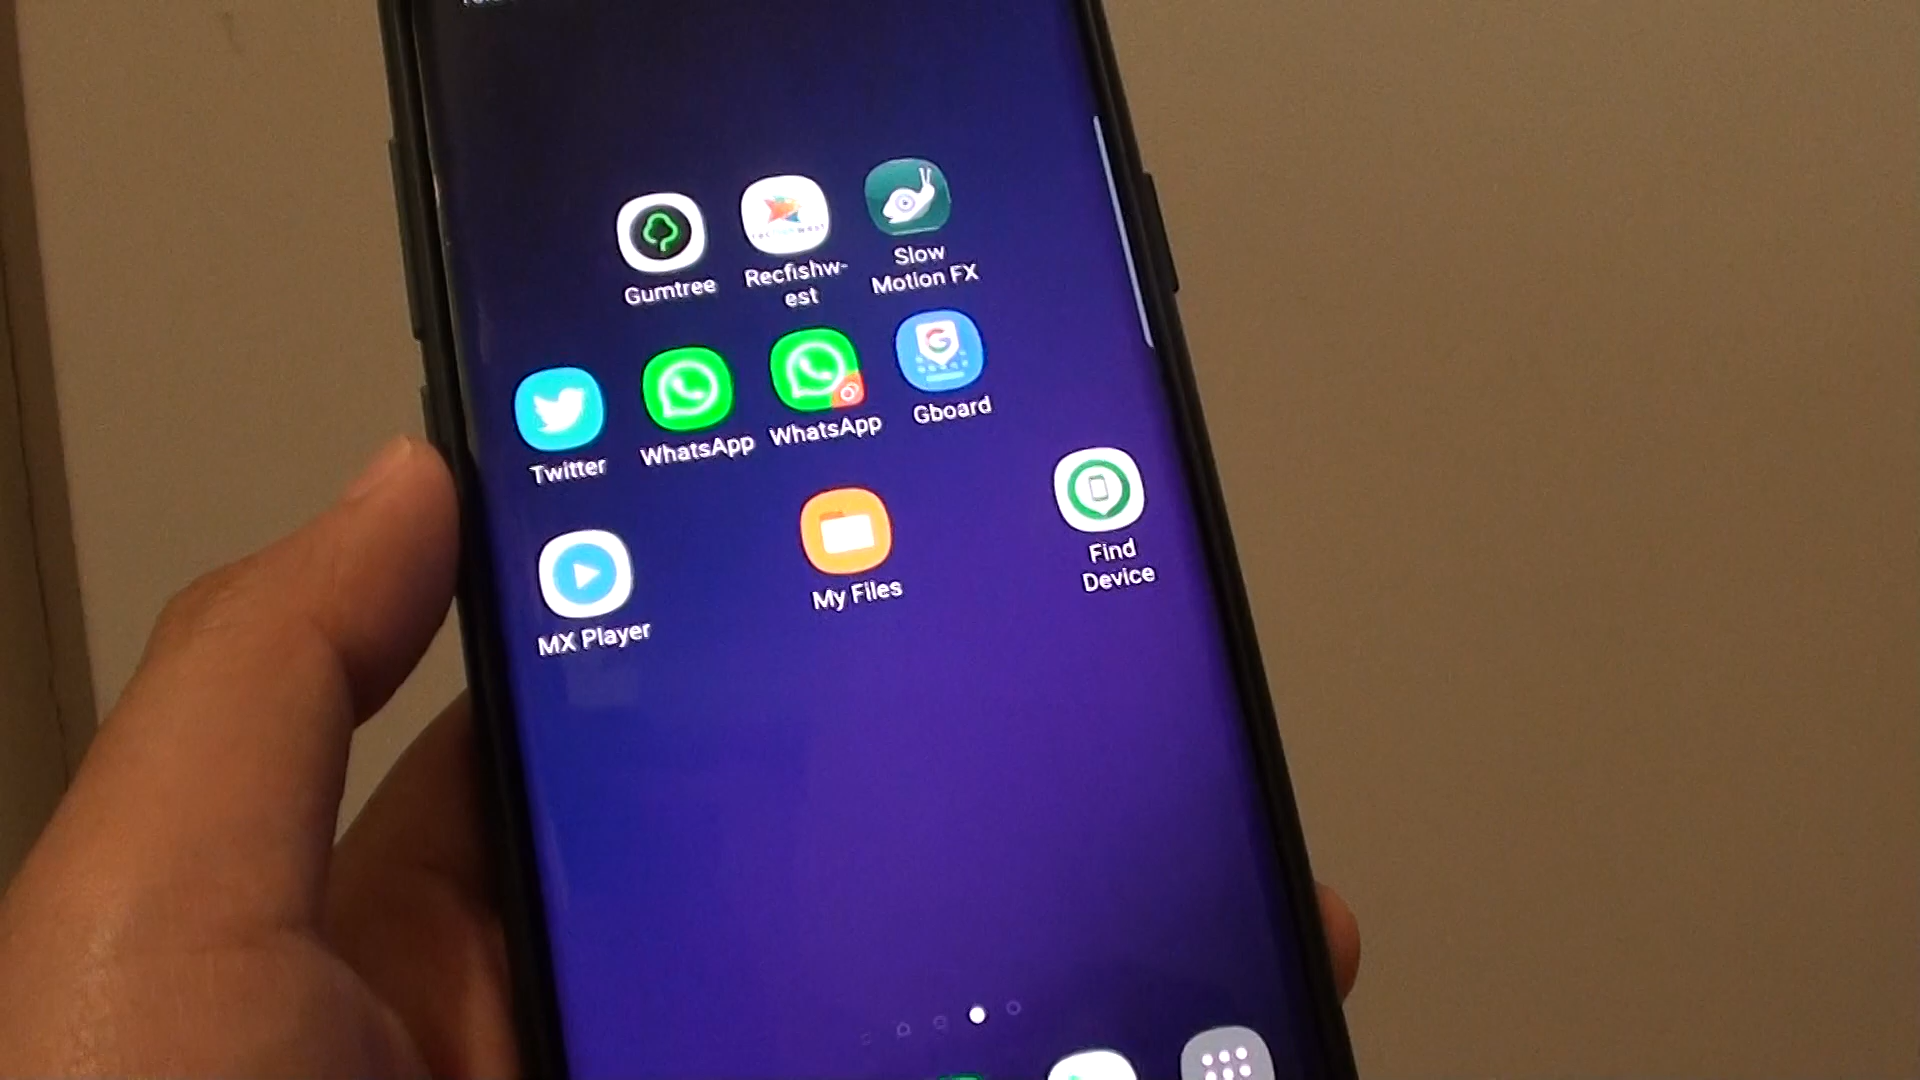 Gumtree
Recfishw-
est
Slow
Motion FX
Twitter
WhatsApp
WhatsApp
Gboard
MX Player
My Files
Find
Device